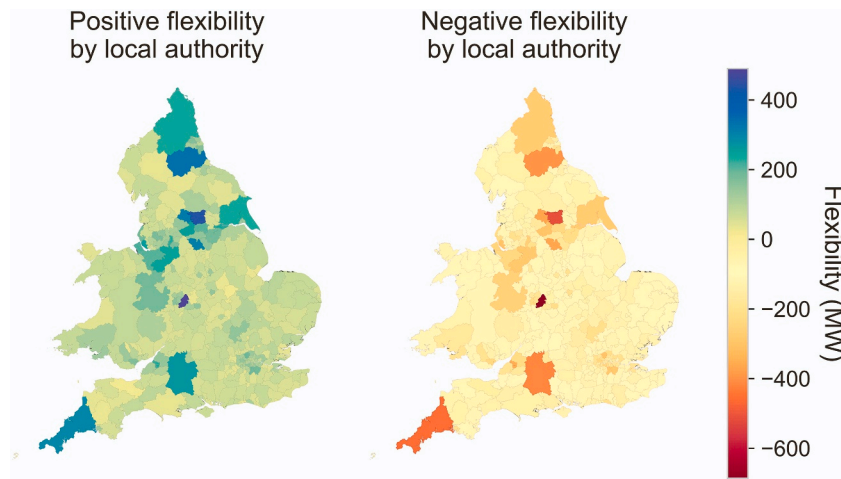 Positive flexibility
by local authority
Negative flexibility
by local authority
400
200
0
−200
−400
−600
Flexibility (MW)